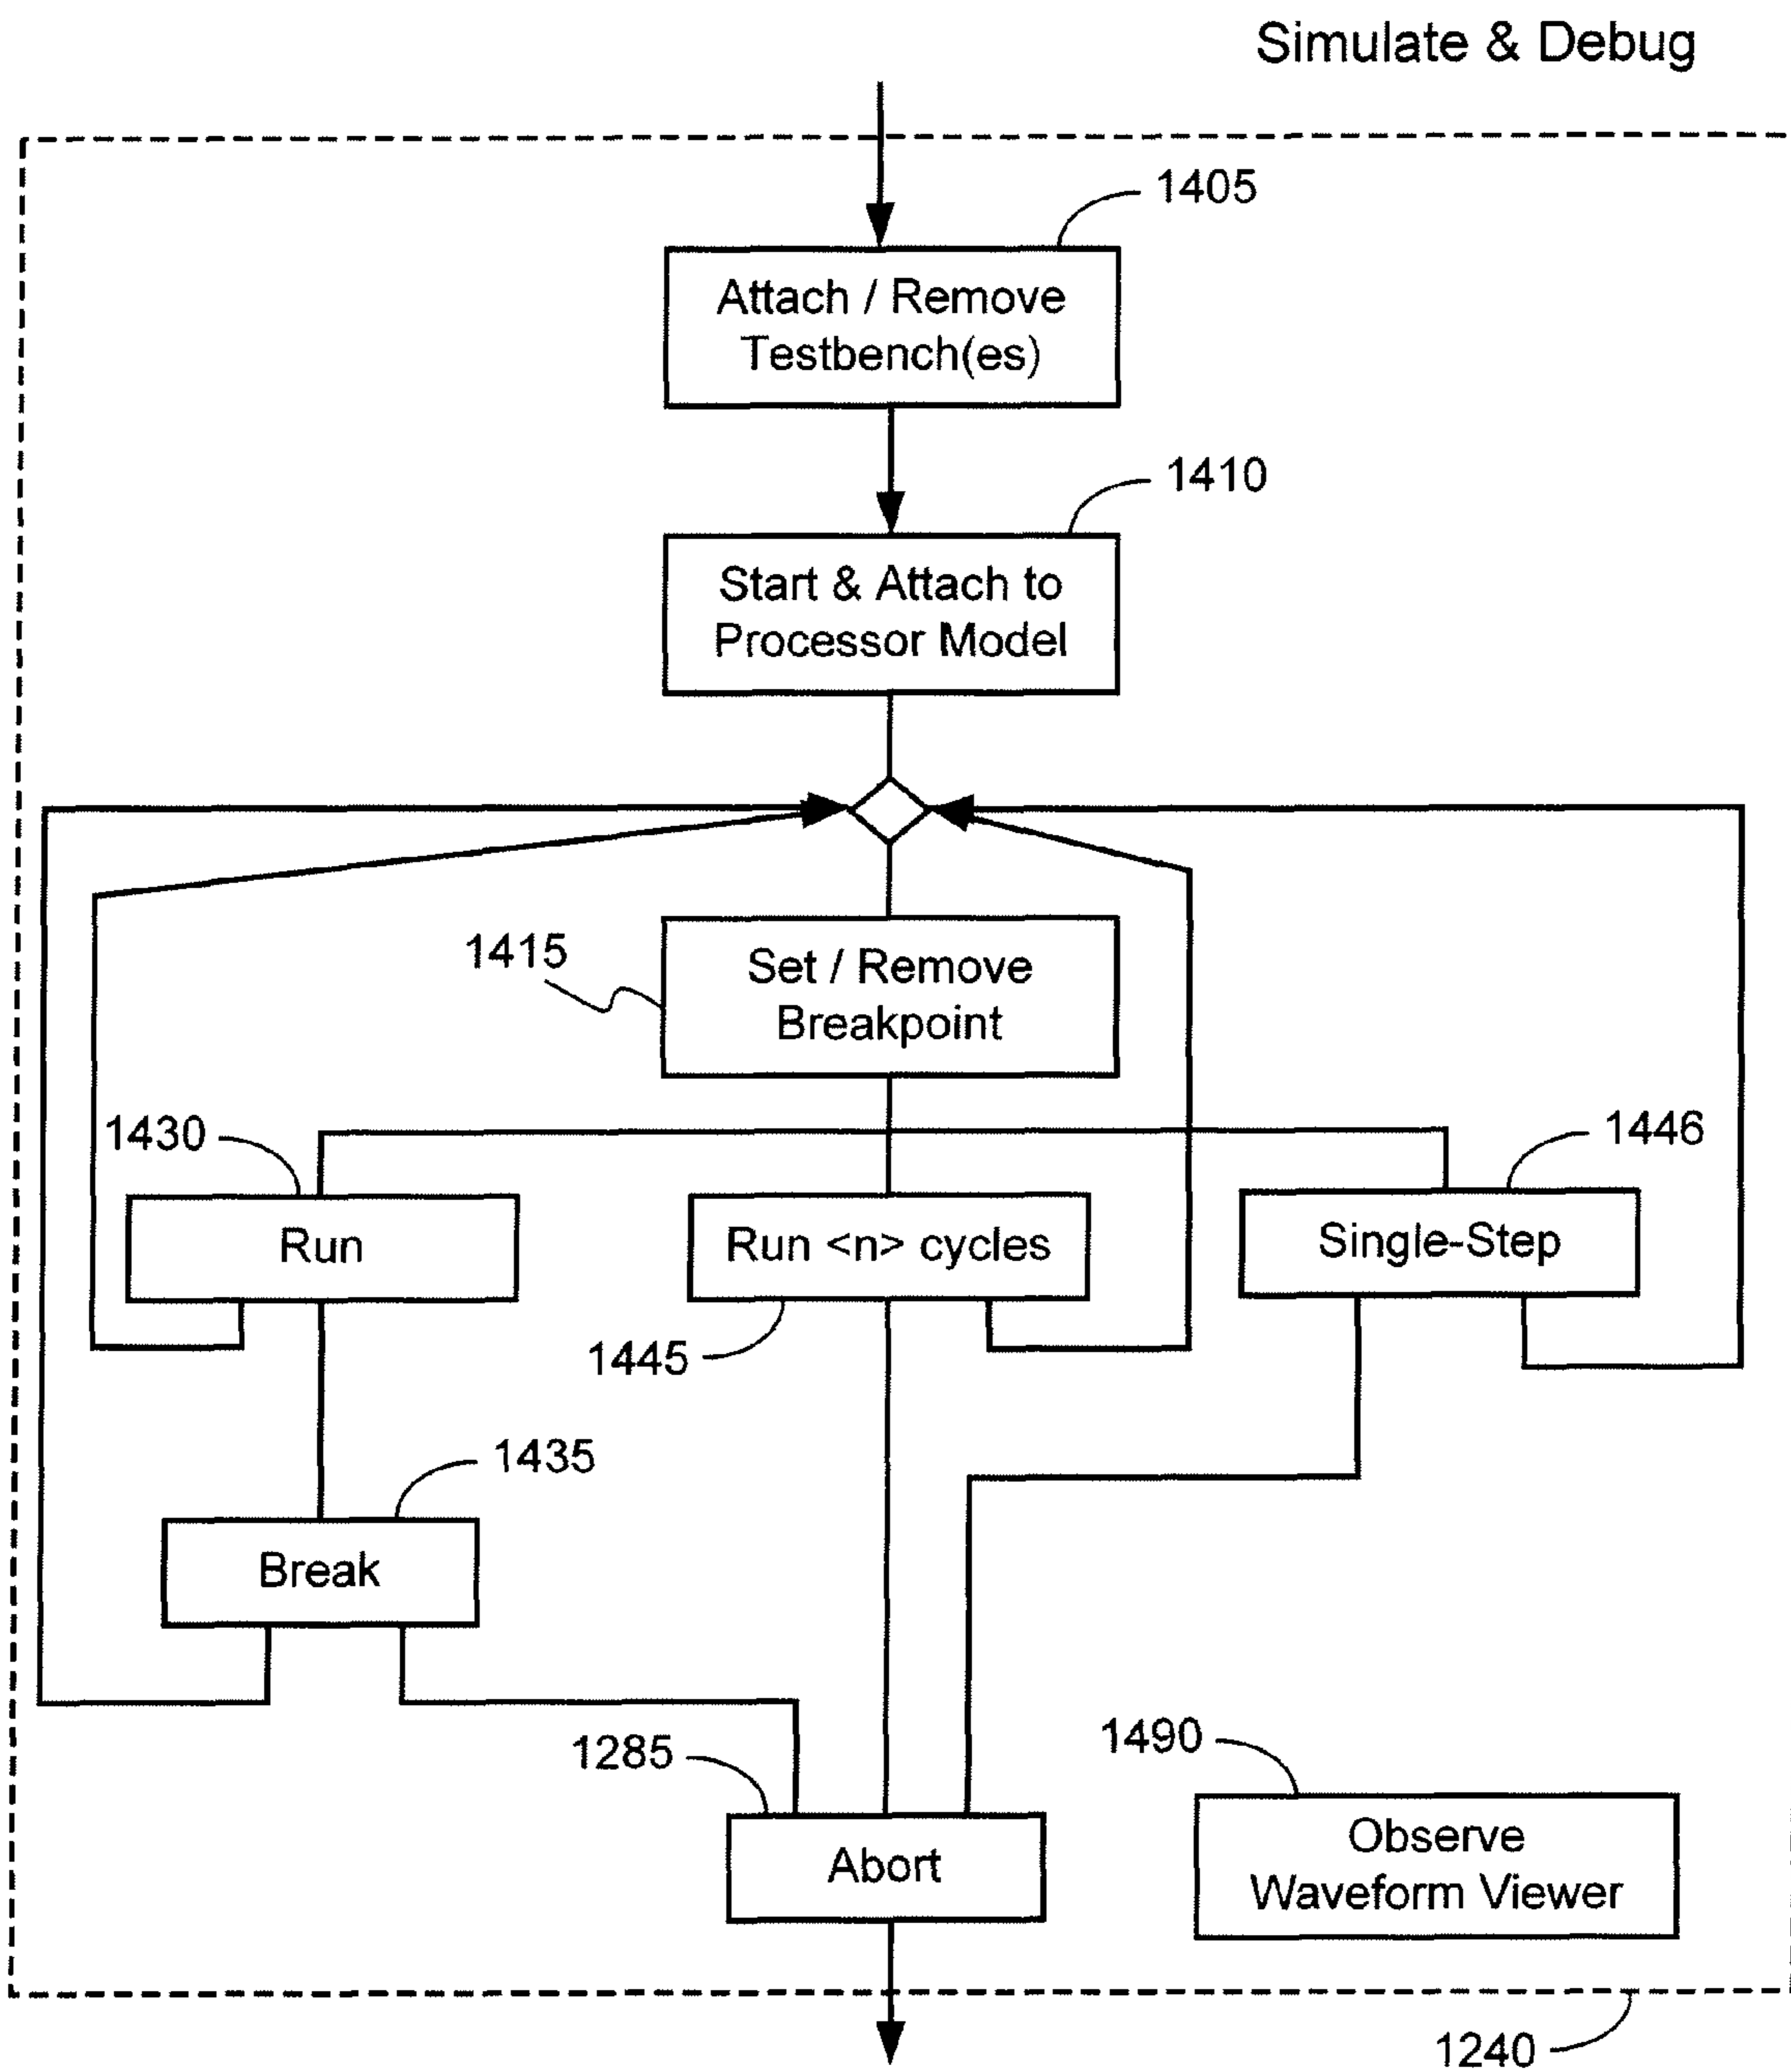 Simulate & Debug
1405
Attach / Remove
Testbench(es)
1410
Start & Attach to
Processor Model
1415
Set / Remove
Breakpoint
1430
1446
Run
Run <n> cycles
Single-Step
1445
1435
Break
1285
1490
Abort
Observe
Waveform Viewer
1240